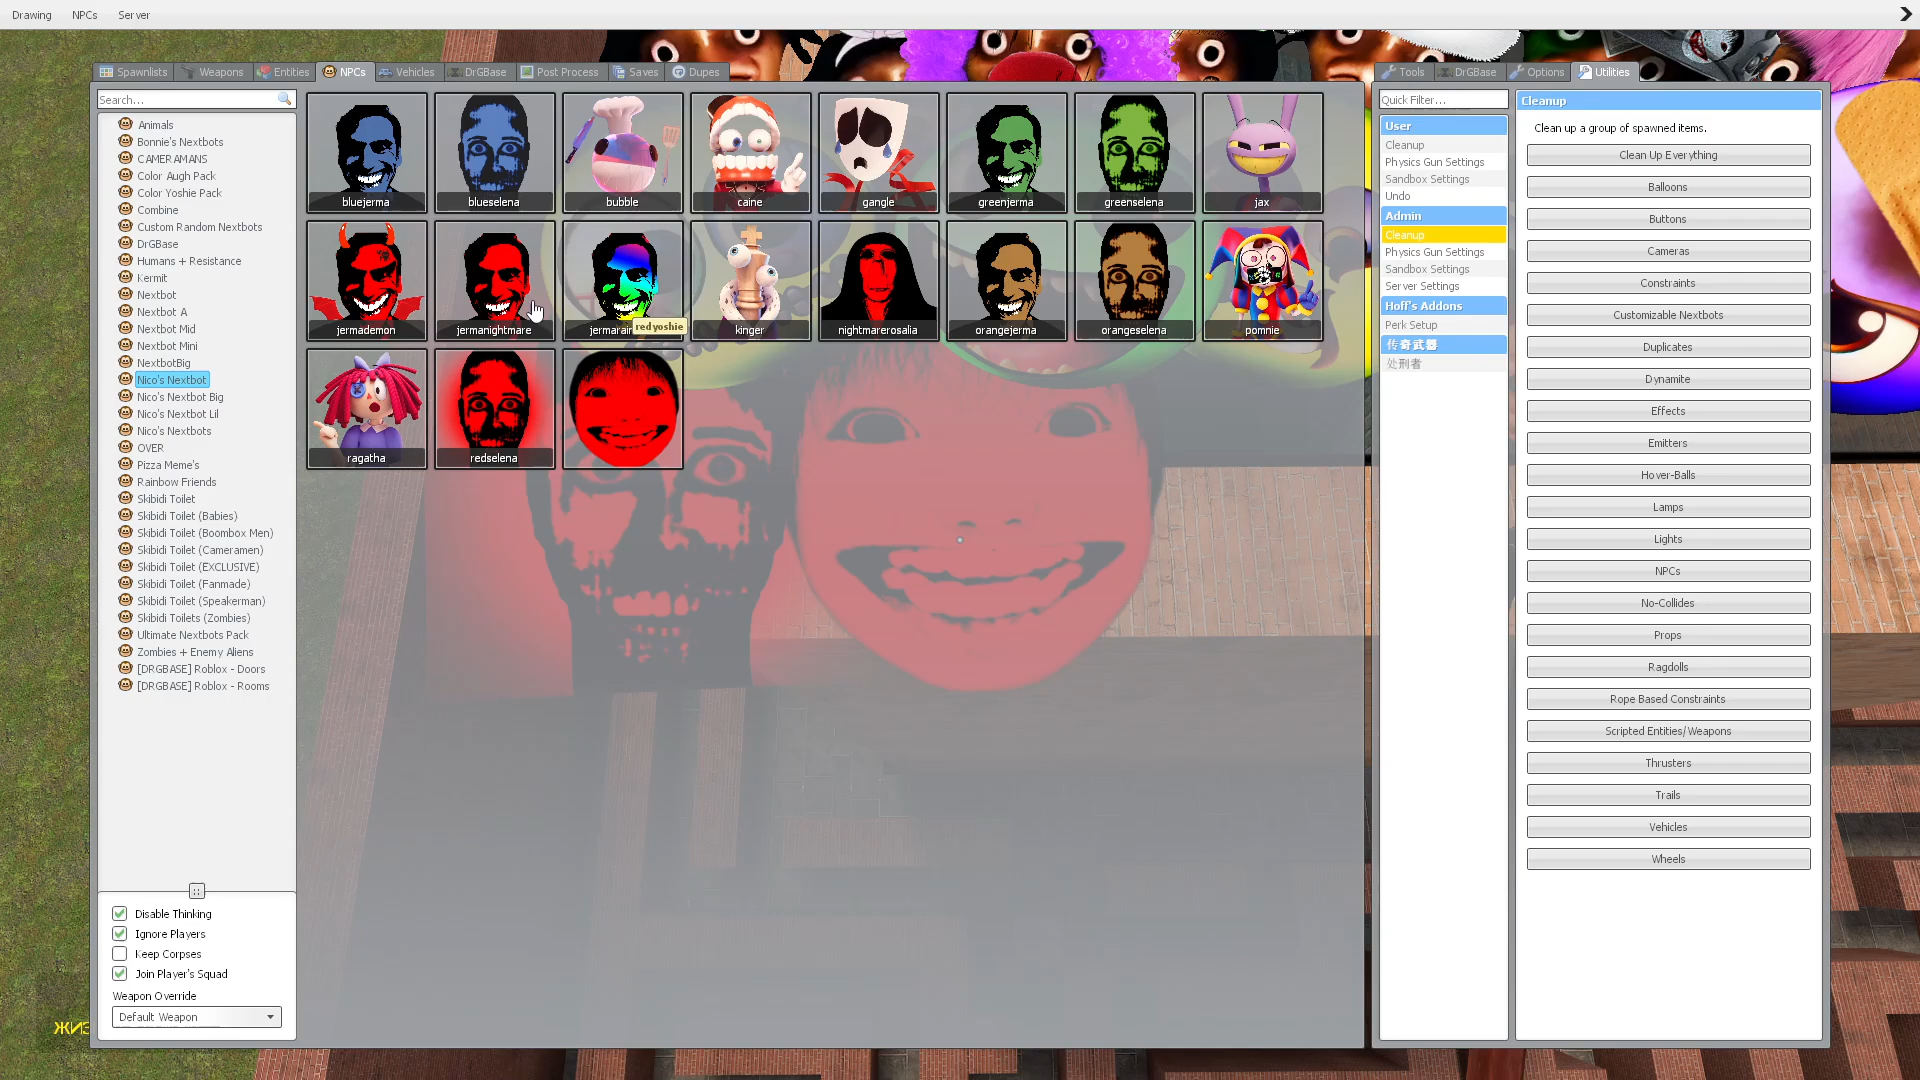 Drawing NPCs Server
Spawnlists Weapons Entities NPCs Vehicles DrGBase Post Process Saves Dupes
Tools DrGBase Options Utilities
Search...
Animals
Bonnie's Nextbots
CAMERAMANS
Color Augh Pack
Color Yoshie Pack
Combine
Custom Random Nextbots
DrGBase
Humans + Resistance
Kermit
Nextbot
Nextbot A
Nextbot Mid
Nextbot Mini
NextbotBig
Nico's Nextbot
Nico's Nextbot Big
Nico's Nextbot Lil
Nico's Nextbots
OVER
Pizza Meme's
Rainbow Friends
Skibidi Toilet
Skibidi Toilet (Babies)
Skibidi Toilet (Boombox Men)
Skibidi Toilet (Cameramen)
Skibidi Toilet (EXCLUSIVE)
Skibidi Toilet (Fanmade)
Skibidi Toilet (Speakerman)
Skibidi Toilets (Zombies)
Ultimate Nextbots Pack
Zombies + Enemy Aliens
[DRGBASE] Roblox - Doors
[DRGBASE] Roblox - Rooms
Disable Thinking
Ignore Players
Keep Corpses
Join Player's Squad
Weapon Override
Default Weapon
bluejerma blueselena bubble caine gangle greenjerma greenselena jax
jermademon jermanightmare jermarain kinger nightmarerosalia orangejerma orangeselena pomnie
redyoshie
ragatha redselena
Quick Filter...
User
Cleanup
Physics Gun Settings
Sandbox Settings
Undo
Admin
Cleanup
Physics Gun Settings
Sandbox Settings
Server Settings
Hoff's Addons
Perk Setup
传奇武器
处刑者
Cleanup
Clean up a group of spawned items.
Clean Up Everything
Balloons
Buttons
Cameras
Constraints
Customizable Nextbots
Duplicates
Dynamite
Effects
Emitters
Hover-Balls
Lamps
Lights
NPCs
No-Collides
Props
Ragdolls
Rope Based Constraints
Scripted Entities/Weapons
Thrusters
Trails
Vehicles
Wheels